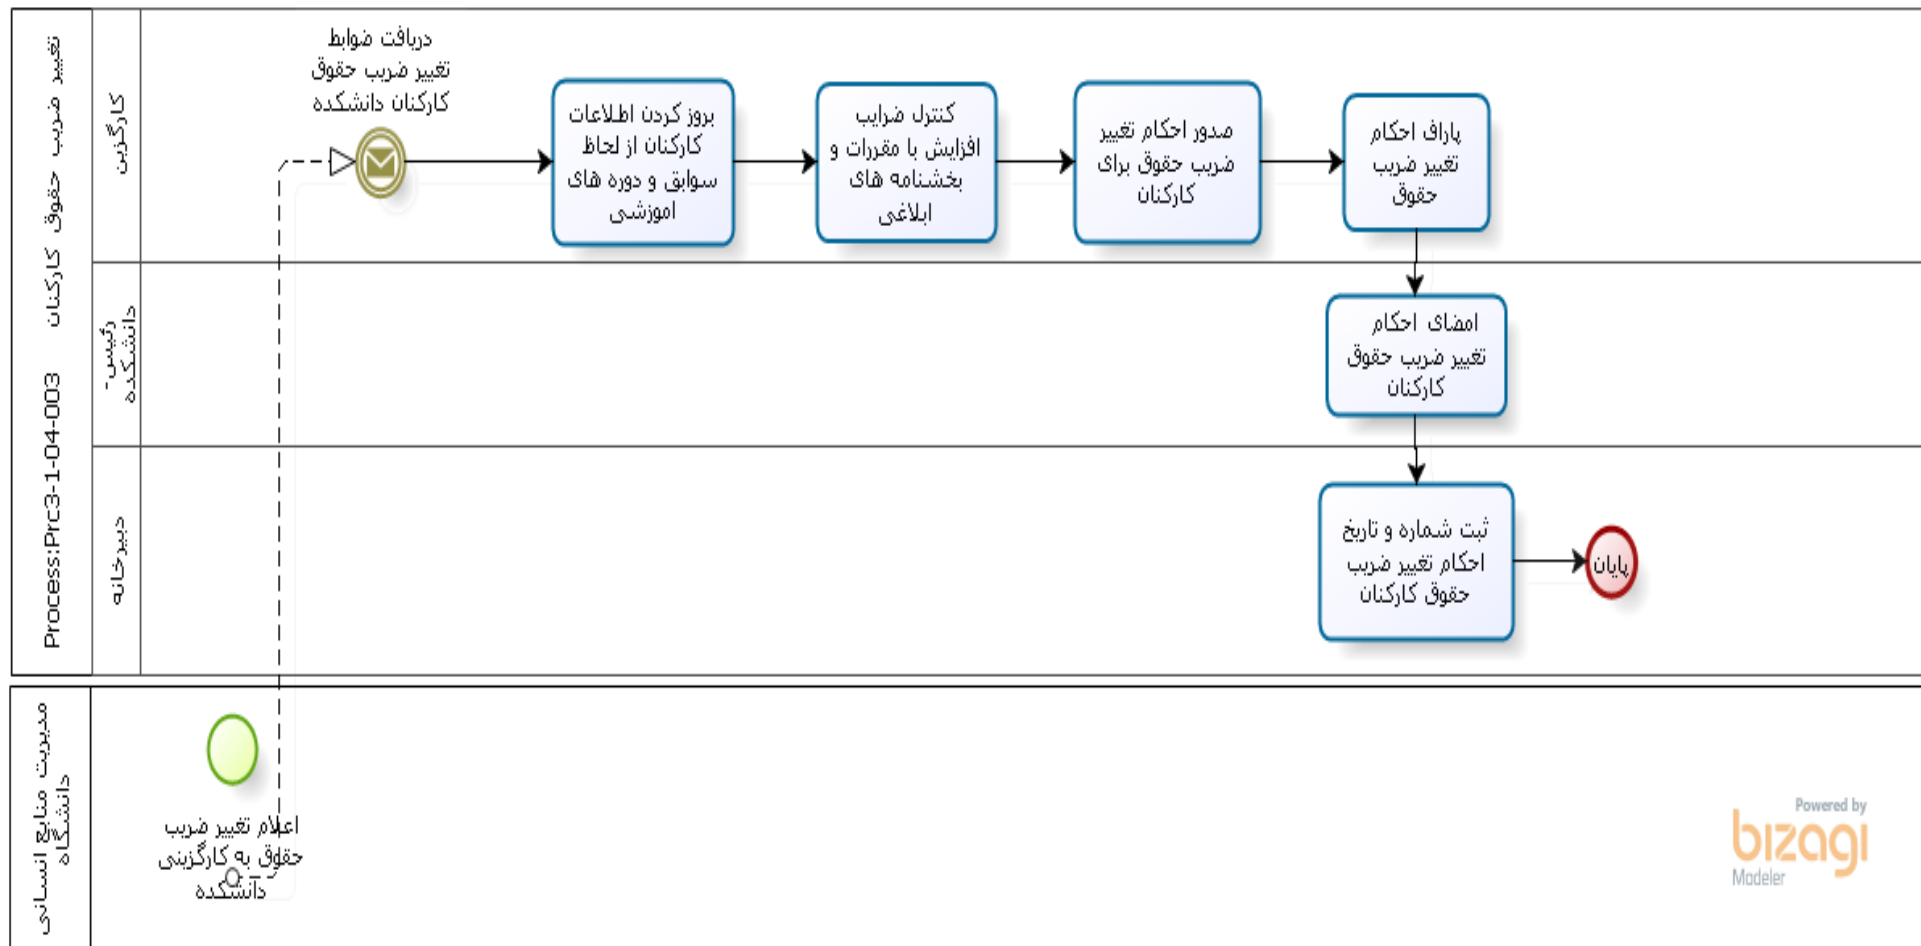 تغییر ضریب حقوق کارکنان
Process:Prc3-1-04-003
کارگزین
دریافت ضوابط
تغییر ضریب حقوق
کارکنان دانشکده
بروز کردن اطلاعات
کارکنان از لحاظ
سوابق و دوره های
اموزشی
کنترل ضرایب
افزایش با مقررات و
بخشنامه های
ابلاغی
صدور احکام تغییر
ضریب حقوق برای
کارکنان
پاراف احکام
تغییر ضریب
حقوق
رئیس-
دانشکده
امضای احکام
تغییر ضریب حقوق
کارکنان
دبیرخانه
ثبت شماره و تاریخ
احکام تغییر ضریب
حقوق کارکنان
پایان
مدیریت منابع انسانی
دانشگاه
اعلام تغییر ضریب
حقوق به کارگزینی
دانشکده
Powered by
bizagi
Modeler